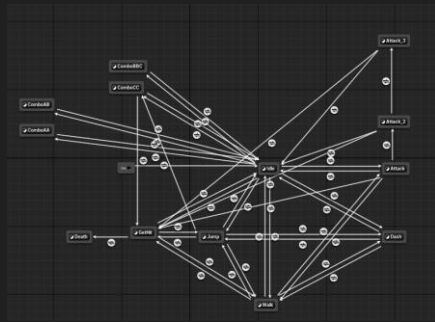 Attack_3
ComboBBC
ComboCC
ComboAB
Attack_2
ComboAA
Idle
Attack
GetHit
Death
Jump
Dash
Walk